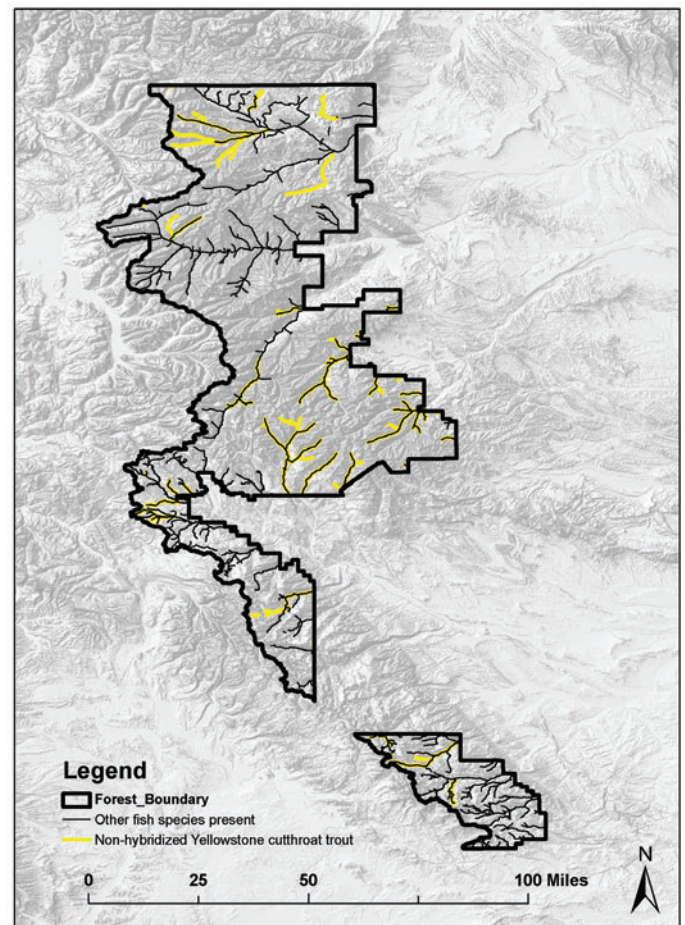 Legend
Forest_Boundary
Other fish species present
Non-hybridized Yellowstone cutthroat trout
0 25 50 100 Miles
N